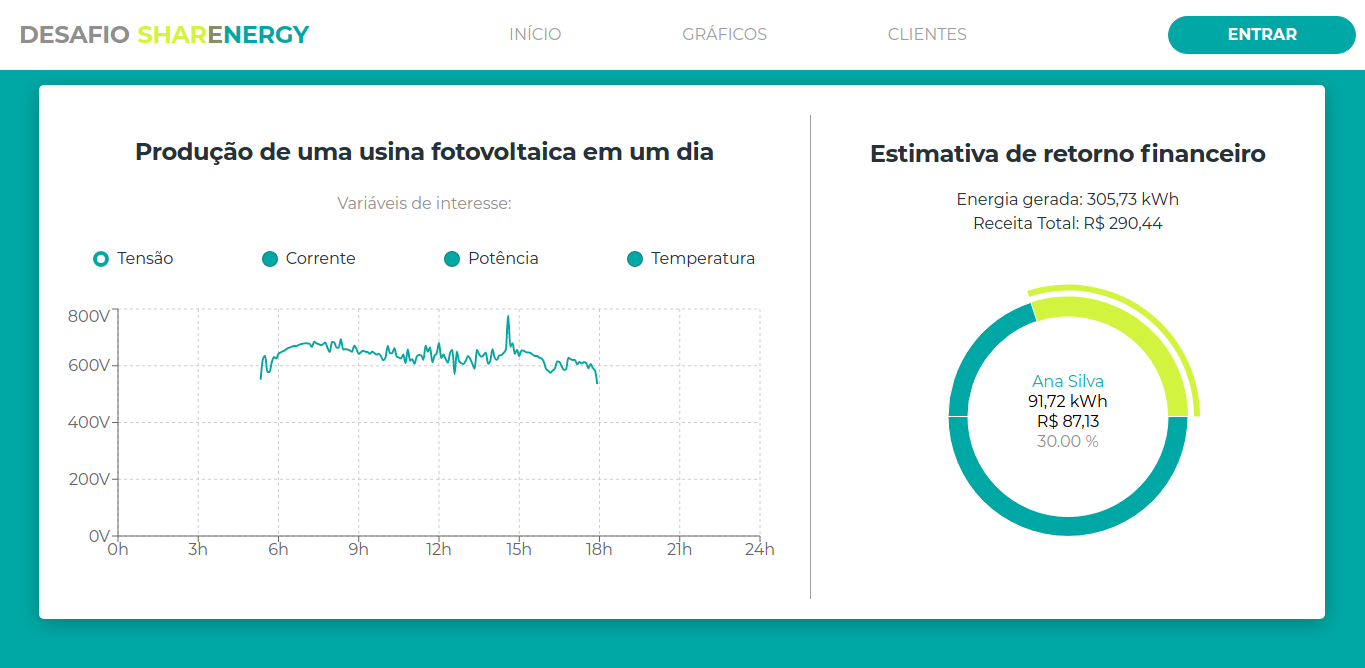 DESAFIO SHARENERGY
INÍCIO
GRÁFICOS
CLIENTES
ENTRAR
Produção de uma usina fotovoltaica em um dia
Variáveis de interesse:
Tensão
Corrente
Potência
Temperatura
800V
600V
400V
200V
0V
0h
3h
6h
9h
12h
15h
18h
21h
24h
Estimativa de retorno financeiro
Energia gerada: 305,73 kWh
Receita Total: R$ 290,44
Ana Silva
91,72 kWh
R$ 87,13
30.00 %